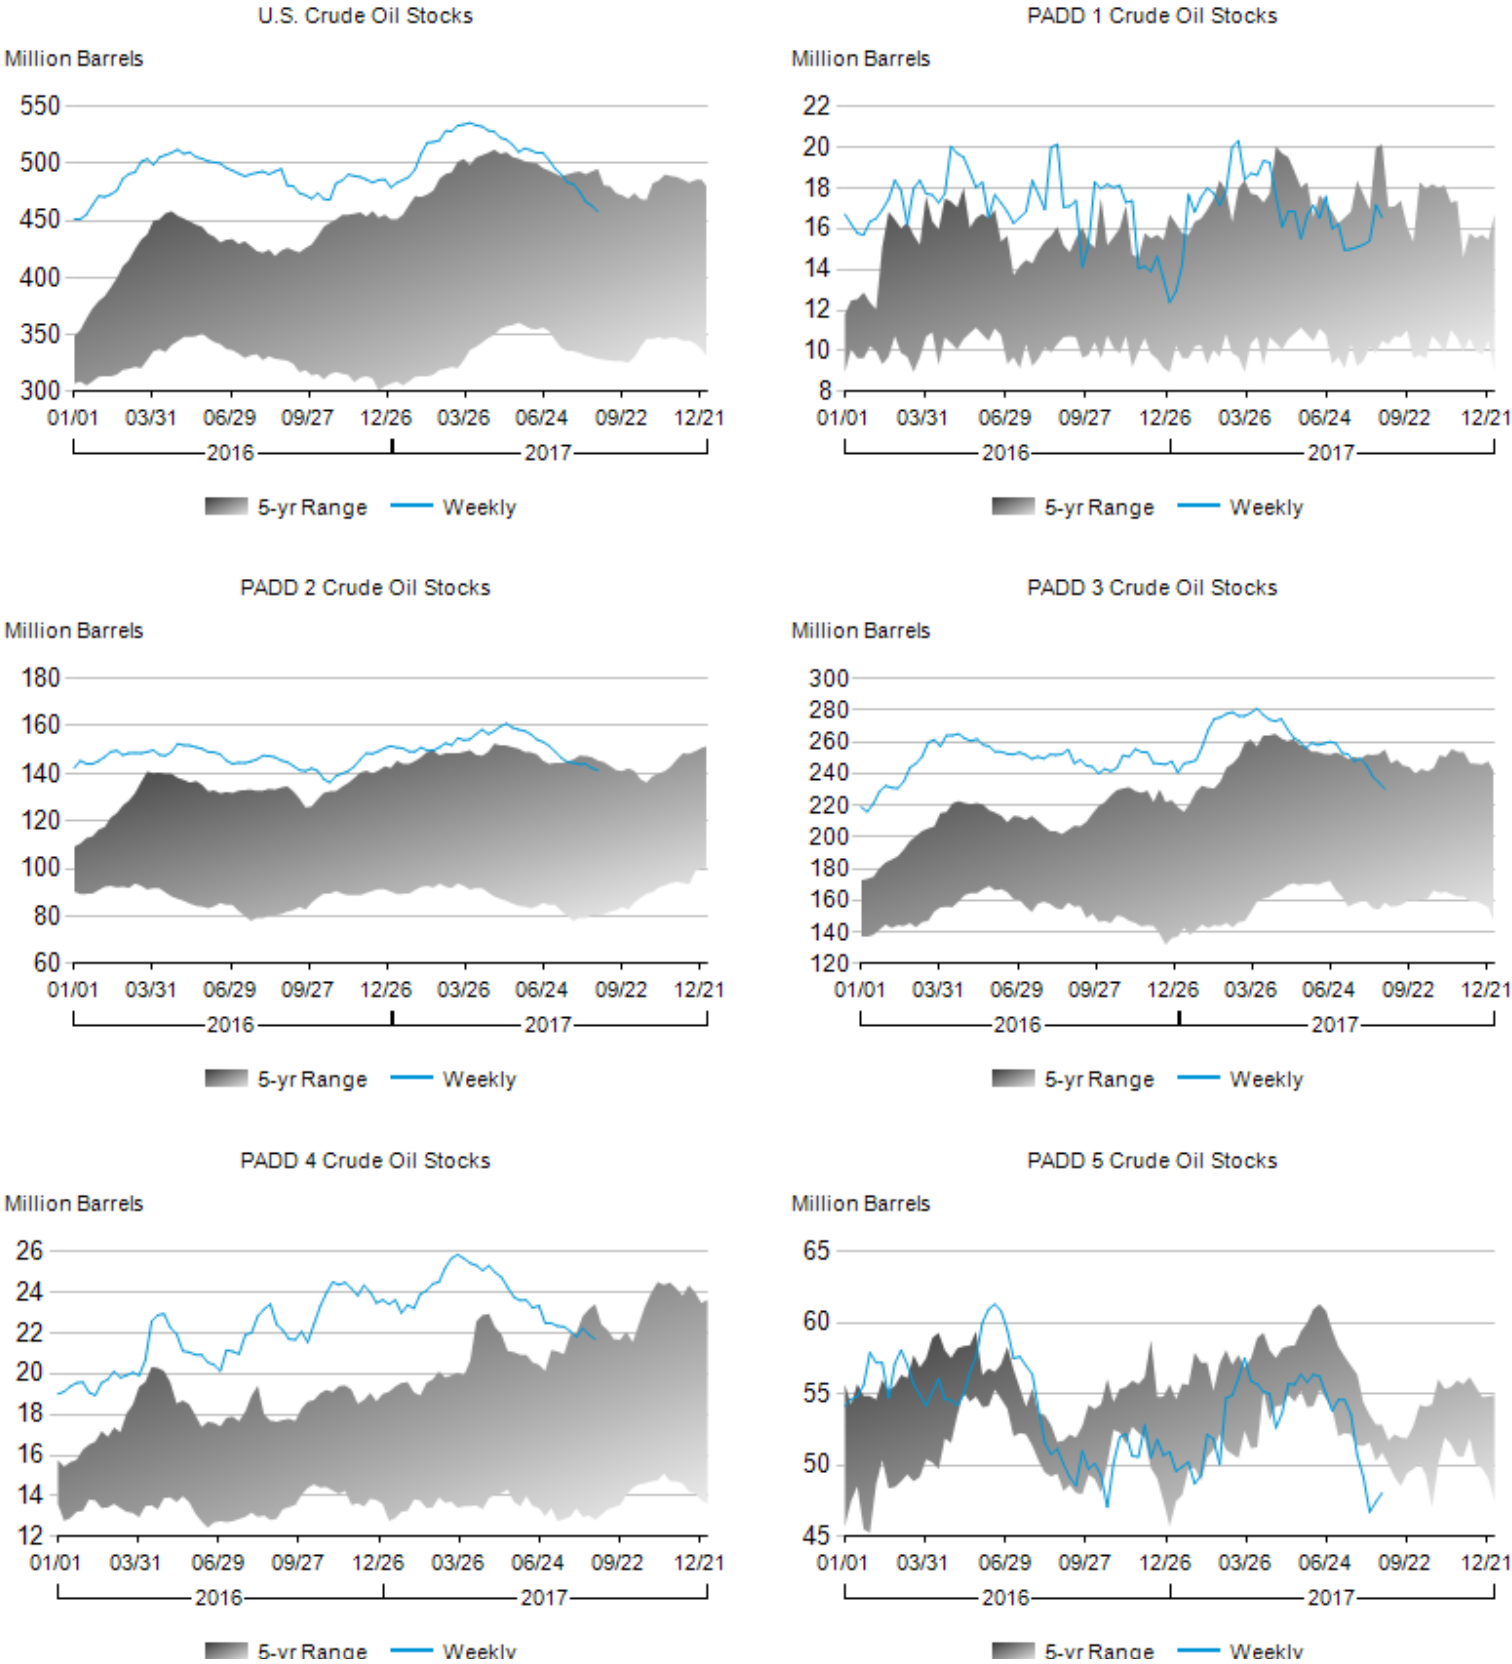 U.S. Crude Oil Stocks
Million Barrels
550
500
450
400
350
300
01/01 03/31 06/29 09/27 12/26 03/26 06/24 09/22 12/21
2016 2017
5-yr Range Weekly
PADD 1 Crude Oil Stocks
Million Barrels
22
20
18
16
14
12
10
8
01/01 03/31 06/29 09/27 12/26 03/26 06/24 09/22 12/21
2016 2017
5-yr Range Weekly
PADD 2 Crude Oil Stocks
Million Barrels
180
160
140
120
100
80
60
01/01 03/31 06/29 09/27 12/26 03/26 06/24 09/22 12/21
2016 2017
5-yr Range Weekly
PADD 3 Crude Oil Stocks
Million Barrels
300
280
260
240
220
200
180
160
140
120
01/01 03/31 06/29 09/27 12/26 03/26 06/24 09/22 12/21
2016 2017
5-yr Range Weekly
PADD 4 Crude Oil Stocks
Million Barrels
26
24
22
20
18
16
14
12
01/01 03/31 06/29 09/27 12/26 03/26 06/24 09/22 12/21
2016 2017
5-yr Range Weekly
PADD 5 Crude Oil Stocks
Million Barrels
65
60
55
50
45
01/01 03/31 06/29 09/27 12/26 03/26 06/24 09/22 12/21
2016 2017
5-yr Range Weekly